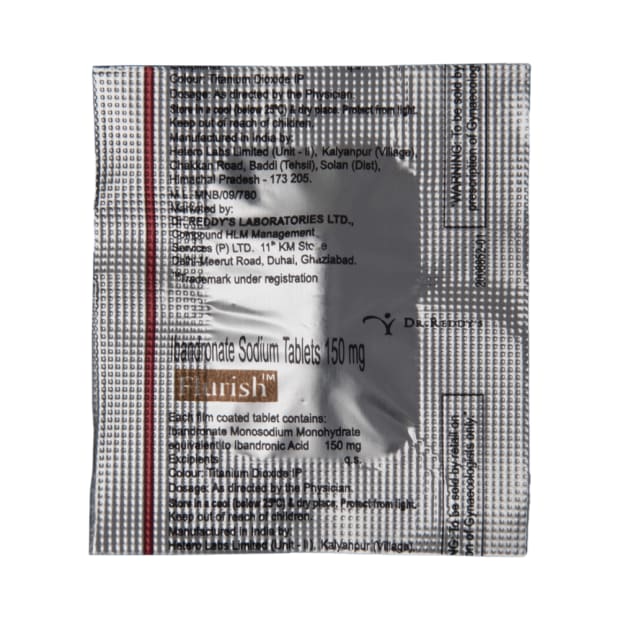 Colour: Titanium Dioxide IP
Dosage: As directed by the Physician.
Store in a cool (below 25°C) & dry place. Protect from light.
Keep out of reach of children.
Manufactured in India by:
Hetero Labs Limited (Unit - II), Kalyanpur (Village),
Chakkan Road, Baddi (Tehsil), Solan (Dist),
Himachal Pradesh - 173 205.
M.L. MNB/09/780
Marketed by:
Dr. REDDY'S LABORATORIES LTD.,
Compound HLM Management
Services (P) LTD. 11th KM Stone
Delhi-Meerut Road, Duhai, Ghaziabad.
™Trademark under registration
DR. REDDY'S
Ibandronate Sodium Tablets 150 mg
Flurish™
Each film coated tablet contains:
Ibandronate Monosodium Monohydrate
equivalent to Ibandronic Acid 150 mg
Excipients q.s.
Colour: Titanium Dioxide IP
Dosage: As directed by the Physician.
Store in a cool (below 25°C) & dry place. Protect from light.
Keep out of reach of children.
Manufactured in India by:
Hetero Labs Limited (Unit - II), Kalyanpur (Village),
"WARNING: To be sold by
prescription of Gynaecolog
NG: To be sold by retail on
on of Gynaecologists only."